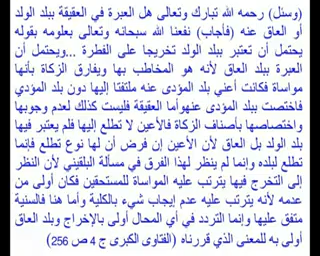 (وسئل) رحمه الله تبارك وتعالى هل العبرة في العقيقة ببلد الولد
أو العاق عنه (فأجاب) نفعنا الله سبحانه وتعالى بعلومه بقوله
يحتمل أن تعتبر ببلد الولد تخريجا على الفطرة ...ويحتمل أن
العبرة ببلد العاق لأنه هو المخاطب بها ويفارق الزكاة بأنها
مواساة فكانت أعني بلد المؤدى عنه ملتفتا إليها دون بلد المؤدي
فاختصت ببلد المؤدى عنهوأما العقيقة فليست كذلك لعدم وجوبها
واختصاصها بأصناف الزكاة فالأعين لا تطلع إليها فلم يعتبر فيها
بلد الولد بل العاق لأن الأعين إن فرض أن لها نوع تطلع فإنما
تطلع لبلده وإنما لم ينظر لهذا الفرق في مسألة البلقيني لأن النظر
إلى التخرج فيها يترتب عليه المواساة للمستحقين فكان أولى من
عدمه لأنه يترتب عليه عدم إيجاب شيء بالكلية وأما هنا فالسنية
متفق عليها وإنما التردد في أي المحال أولى بالإخراج وبلد العاق
أولى به للمعنى الذي قررناه (الفتاوى الكبرى ج 4 ص 256)